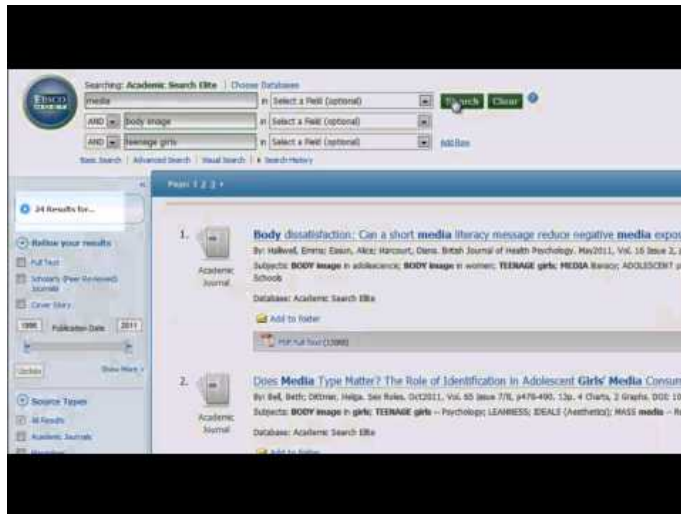 Searching: Academic Search Elite | Choose Databases
EBSCO
HOST
media in Select a Field (optional) Search Clear
AND body image in Select a Field (optional)
AND teenage girls in Select a Field (optional) Add Row
Basic Search | Advanced Search | Visual Search | Search History
Page: 1 2 3
24 Results for...
Refine your results
Full Text
Scholarly (Peer Reviewed) Journals
Cover Story
1998 Publication Date 2011
Update Show More
Source Types
All Results
Academic Journals
1. Body dissatisfaction: Can a short media literacy message reduce negative media
By: Halliwell, Emma; Easun, Alice; Harcourt, Diana. British Journal of Health Psychology. May2011, Vol. 16 Issue 2,
Subjects: BODY image in adolescence; BODY image in women; TEENAGE girls; MEDIA literacy; ADOLESCENT
Schools
Academic Journal
Database: Academic Search Elite
Add to folder
PDF Full Text
2. Does Media Type Matter? The Role of Identification in Adolescent Girls' Media
By: Bell, Beth; Dittmar, Helga. Sex Roles. Oct2011, Vol. 65 Issue 7/8, p478-490. 13p. 4 Charts, 2 Graphs.
Subjects: BODY image in girls; TEENAGE girls -- Psychology; LEANNESS; IDEALS (Aesthetics); MASS media --
Academic Journal
Database: Academic Search Elite
Add to folder